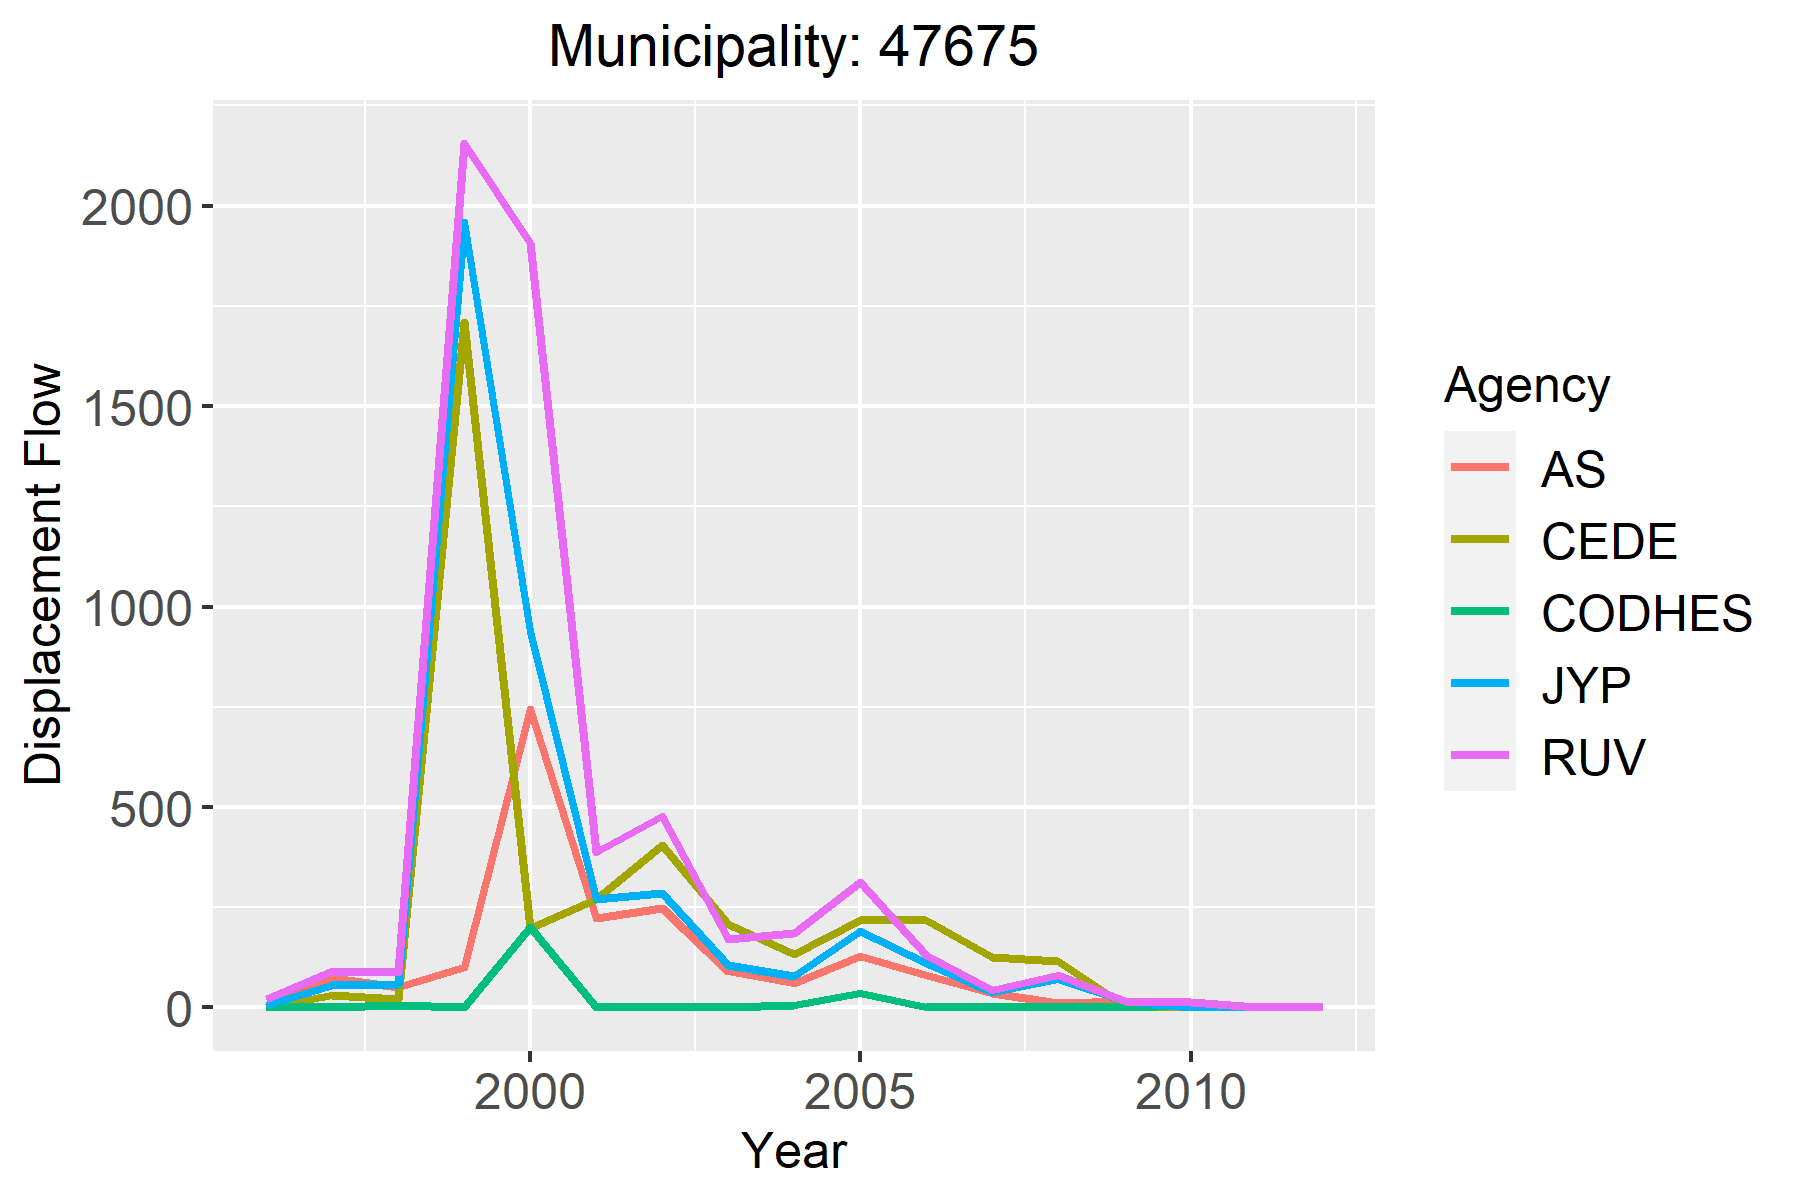 Municipality: 47675
Displacement Flow
2000
1500
1000
500
0
2000
2005
2010
Year
Agency
AS
CEDE
CODHES
JYP
RUV